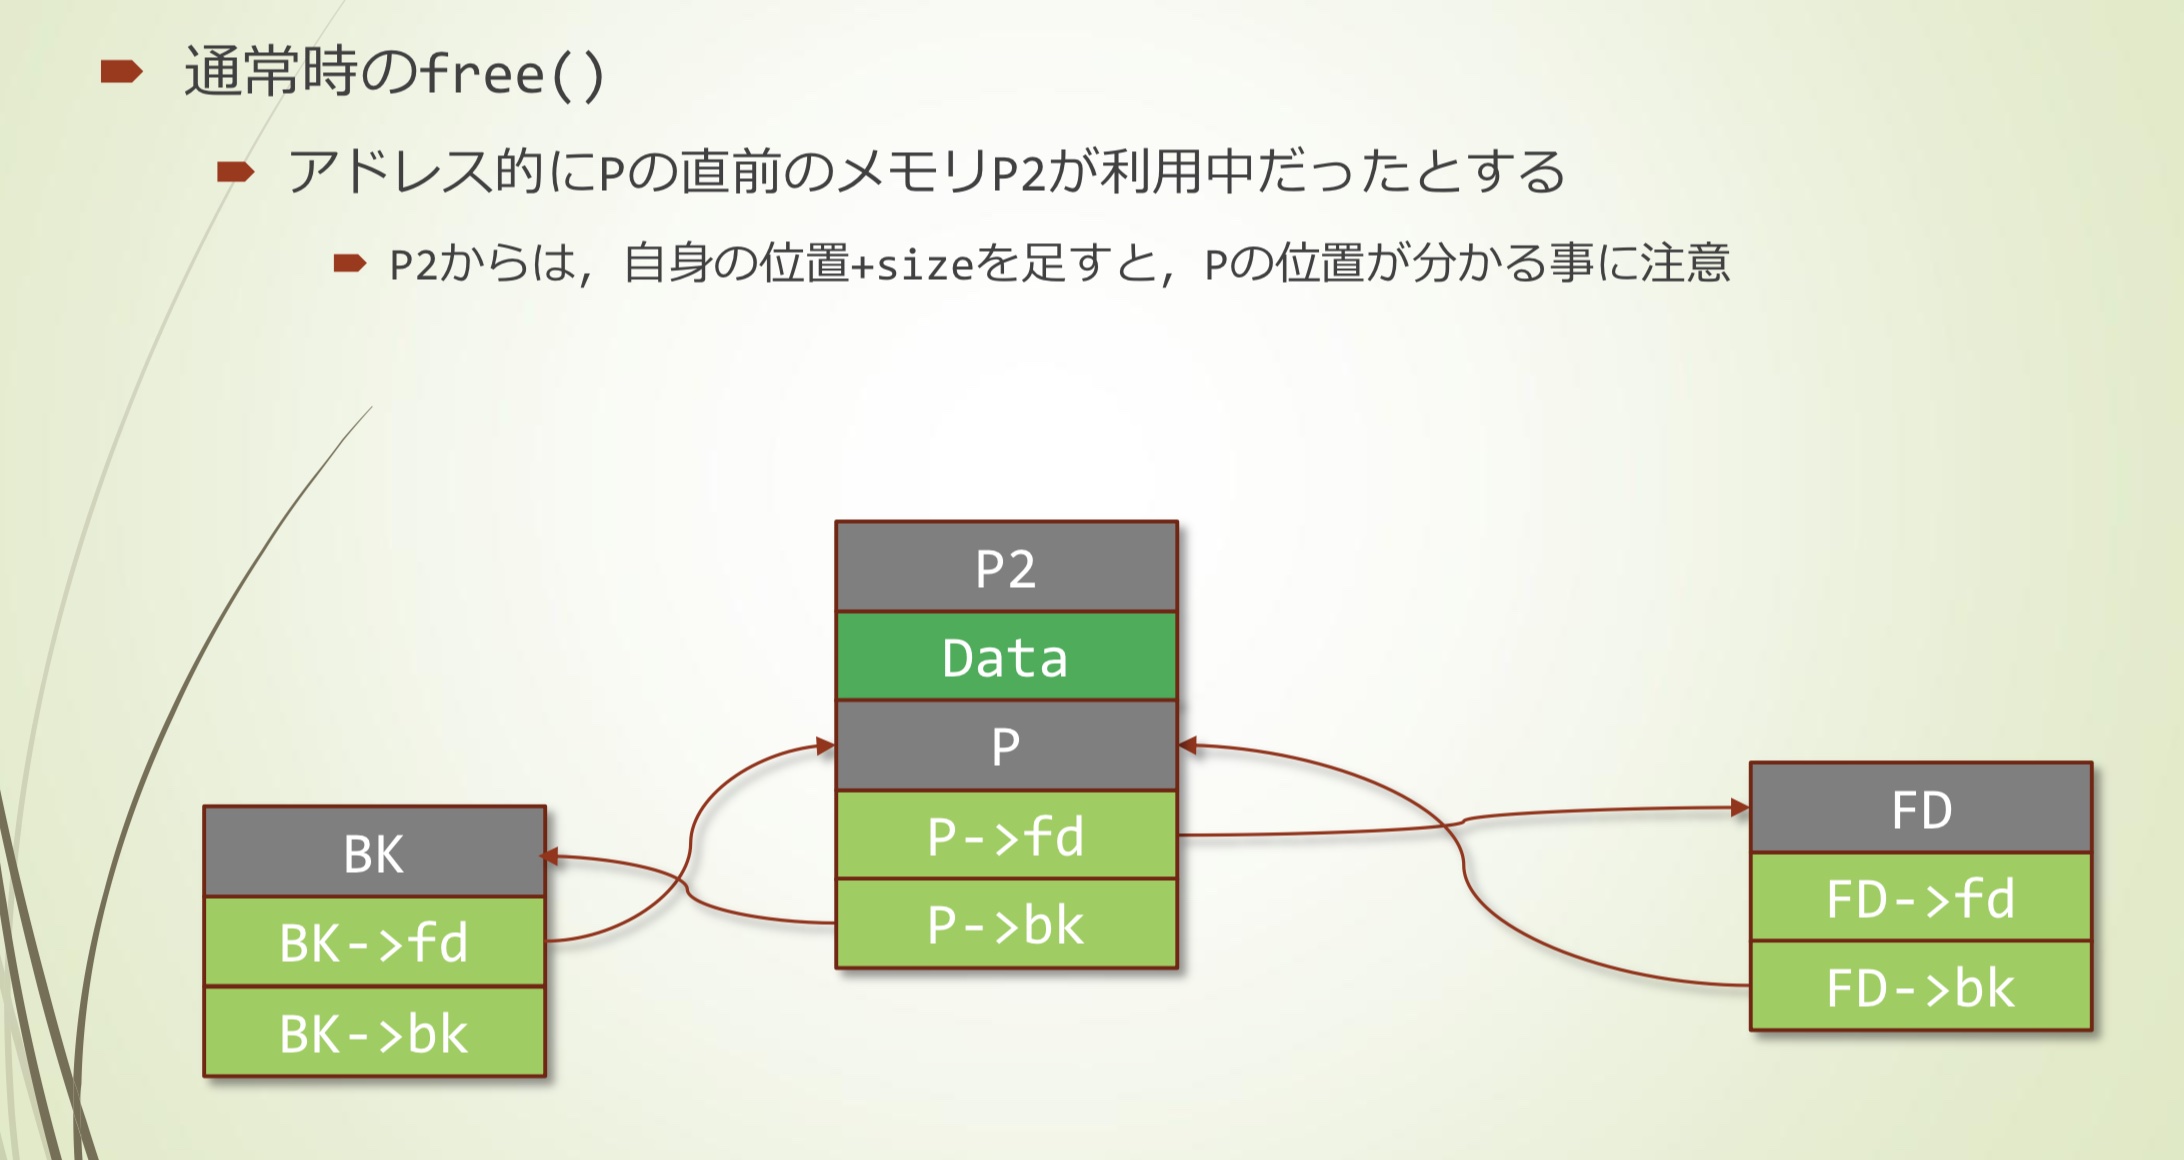 通常時のfree()
アドレス的にPの直前のメモリP2が利用中だったとする
P2からは，自身の位置+sizeを足すと，Pの位置が分かる事に注意
P2
Data
P
P->fd
P->bk
BK
BK->fd
BK->bk
FD
FD->fd
FD->bk